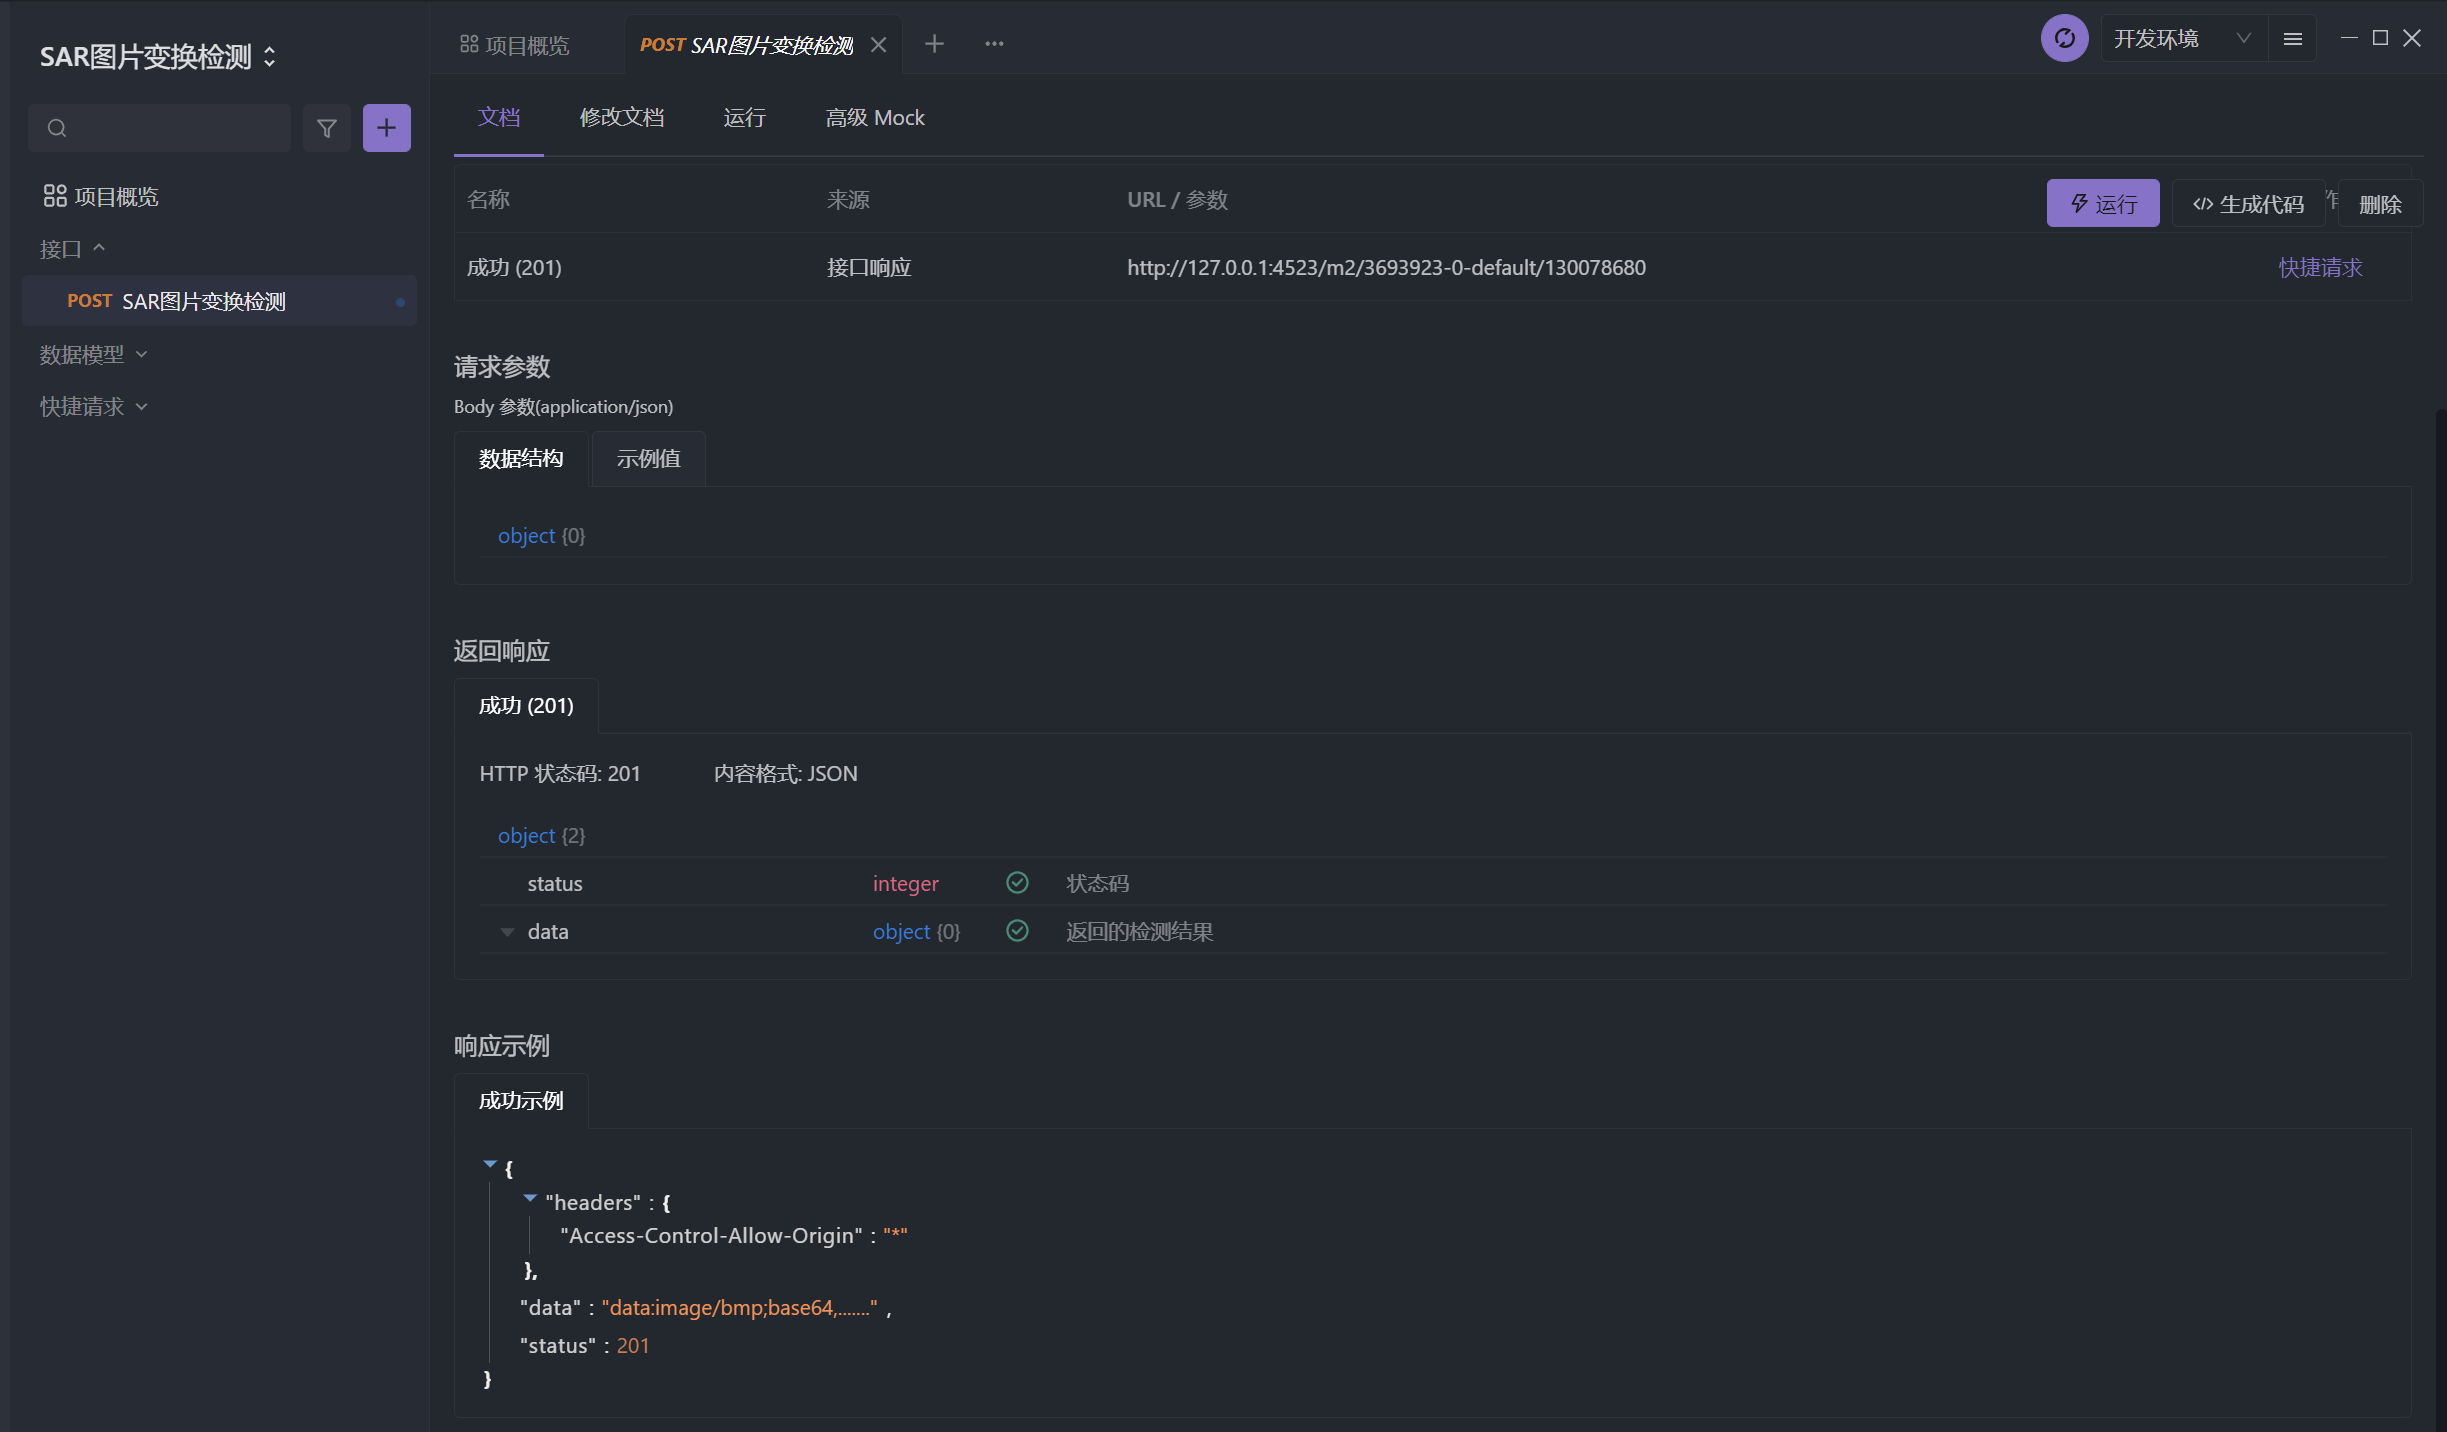 SAR图片变换检测
项目概览
POST SAR图片变换检测
开发环境
文档 修改文档 运行 高级 Mock
项目概览
接口
POST SAR图片变换检测
数据模型
快捷请求
名称 来源 URL / 参数
运行 生成代码 删除
成功 (201) 接口响应 http://127.0.0.1:4523/m2/3693923-0-default/130078680 快捷请求
请求参数
Body 参数(application/json)
数据结构 示例值
object {0}
返回响应
成功 (201)
HTTP 状态码: 201 内容格式: JSON
object {2}
status integer 状态码
data object {0} 返回的检测结果
响应示例
成功示例
{
"headers" : {
"Access-Control-Allow-Origin" : "*"
},
"data" : "data:image/bmp;base64,......." ,
"status" : 201
}